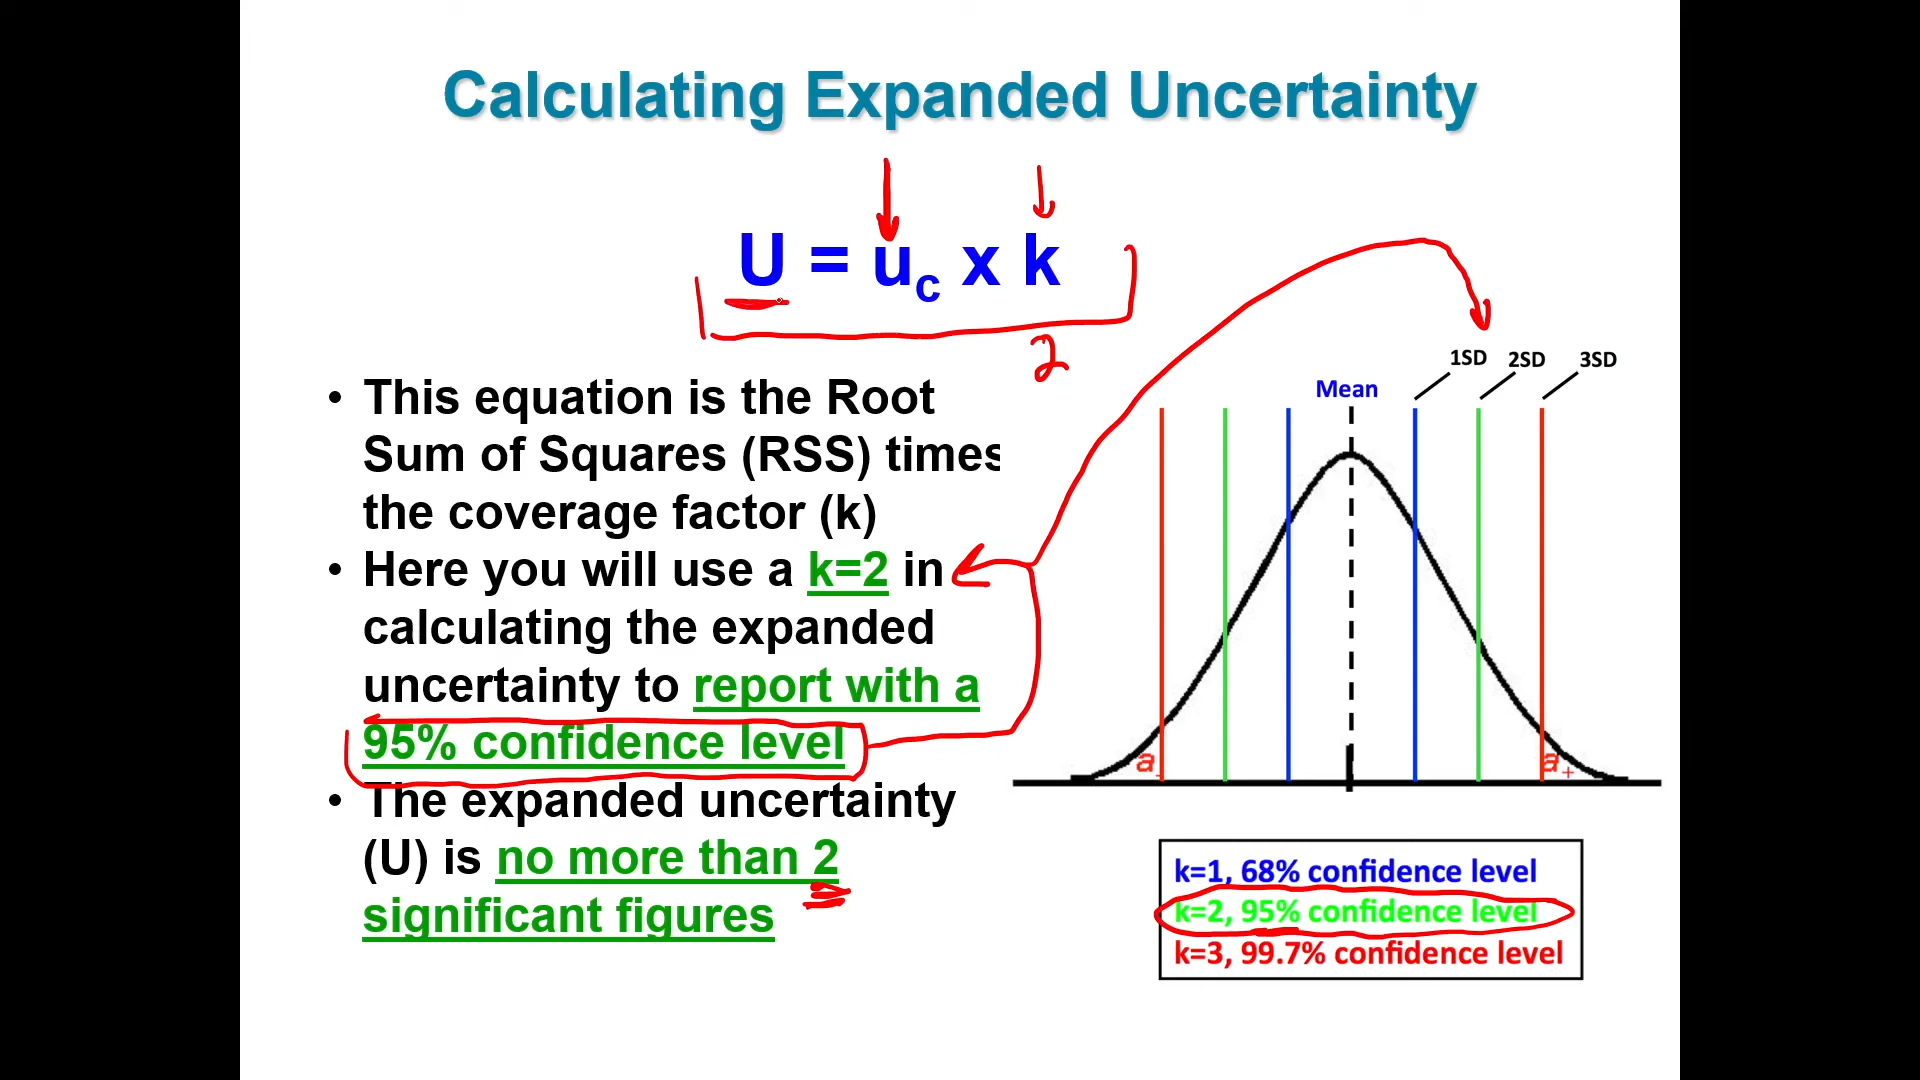 Calculating Expanded Uncertainty
U = uc x k
2
• This equation is the Root
Sum of Squares (RSS) times
the coverage factor (k)
• Here you will use a k=2 in
calculating the expanded
uncertainty to report with a
95% confidence level
• The expanded uncertainty
(U) is no more than 2
significant figures
1SD 2SD 3SD
Mean
a- a+
k=1, 68% confidence level
k=2, 95% confidence level
k=3, 99.7% confidence level